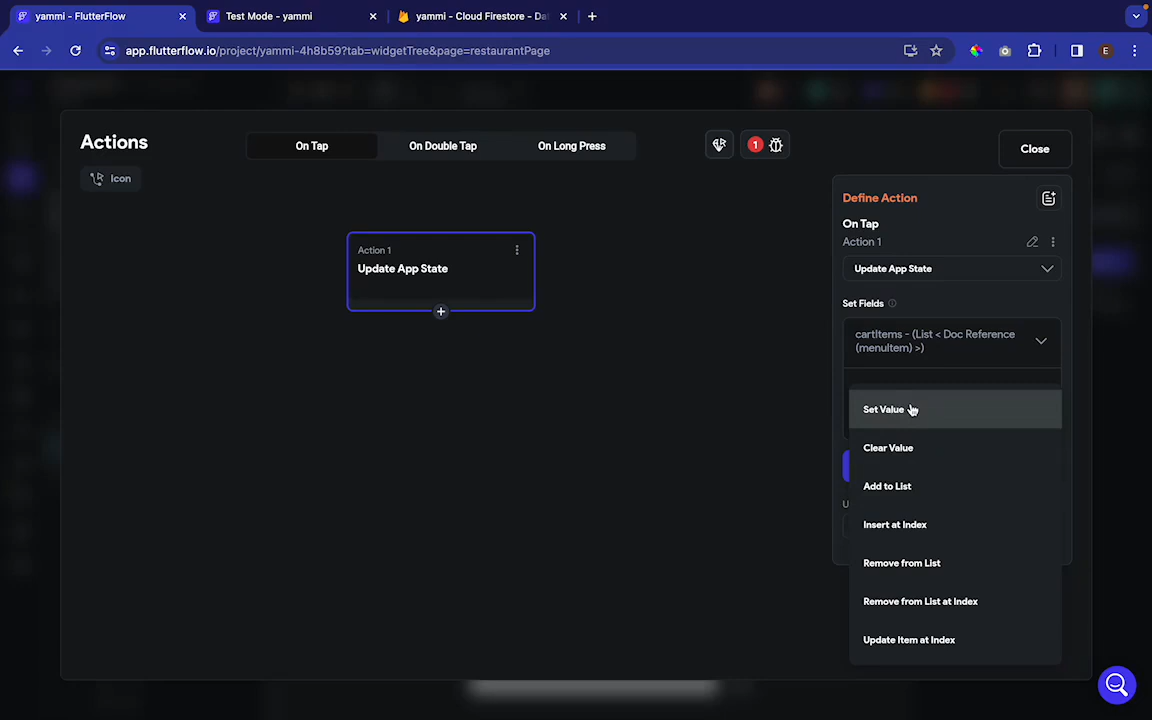 yammi - FlutterFlow
Test Mode - yammi
yammi - Cloud Firestore - Da
app.flutterflow.io/project/yammi-4h8b59?tab=widgetTree&page=restaurantPage
E
Actions
On Tap
On Double Tap
On Long Press
1
Close
Icon
Define Action
On Tap
Action 1
Update App State
Action 1
Update App State
Set Fields
cartItems - (List < Doc Reference
(menuItem) >)
Set Value
Clear Value
Add to List
U
Insert at Index
Remove from List
Remove from List at Index
Update Item at Index